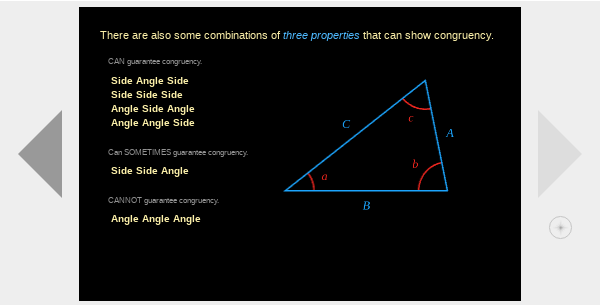 There are also some combinations of three properties that can show congruency.
CAN guarantee congruency.
Side Angle Side
Side Side Side
Angle Side Angle
Angle Angle Side
Can SOMETIMES guarantee congruency.
Side Side Angle
CANNOT guarantee congruency.
Angle Angle Angle
C
c
A
b
a
B